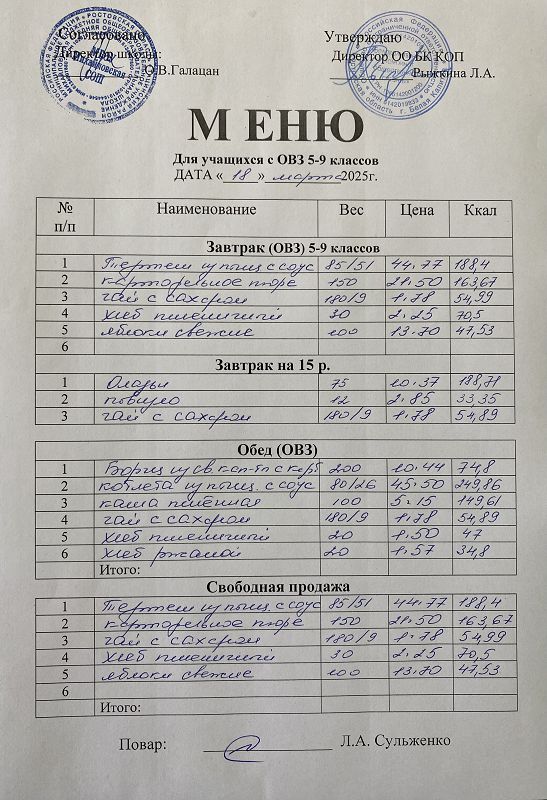 Согласовано Утверждаю
Директор школы: Директор ООБК КОП
О.В.Галацан Рыжкина Л.А.
М ЕНЮ
Для учащихся с ОВЗ 5-9 классов
ДАТА « 18 » марта 2025г.
№ п/п Наименование Вес Цена Ккал
Завтрак (ОВЗ) 5-9 классов
1 Тефтели из птиц. с соус 85/51 44.77 188,4
2 картофельное пюре 150 21.50 163,67
3 чай с сахаром 180/9 1.78 54,99
4 хлеб пшеничный 30 2.25 70,5
5 яблоки свежие 100 13.70 47,53
6
Завтрак на 15 р.
1 Оладьи 75 10.37 188,71
2 повидло 12 2.85 33.35
3 чай с сахаром 180/9 1.78 54,89
Обед (ОВЗ)
1 Борщ из св. к 200 10.44 74,8
2 котлета из птиц. с соус 80/26 45.50 249,86
3 каша пшённая 100 5.15 149,61
4 чай с сахаром 180/9 1.78 54,89
5 хлеб пшеничный 20 1.50 47
6 хлеб ржаной 20 1.57 34,8
Итого:
Свободная продажа
1 Тефтели из птиц. с соус 85/51 44.77 188,4
2 картофельное пюре 150 21.50 163,67
3 чай с сахаром 180/9 1.78 54,99
4 хлеб пшеничный 30 2.25 70,5
5 яблоки свежие 100 13.70 47,53
6
Итого:
Повар: Л.А. Сульженко